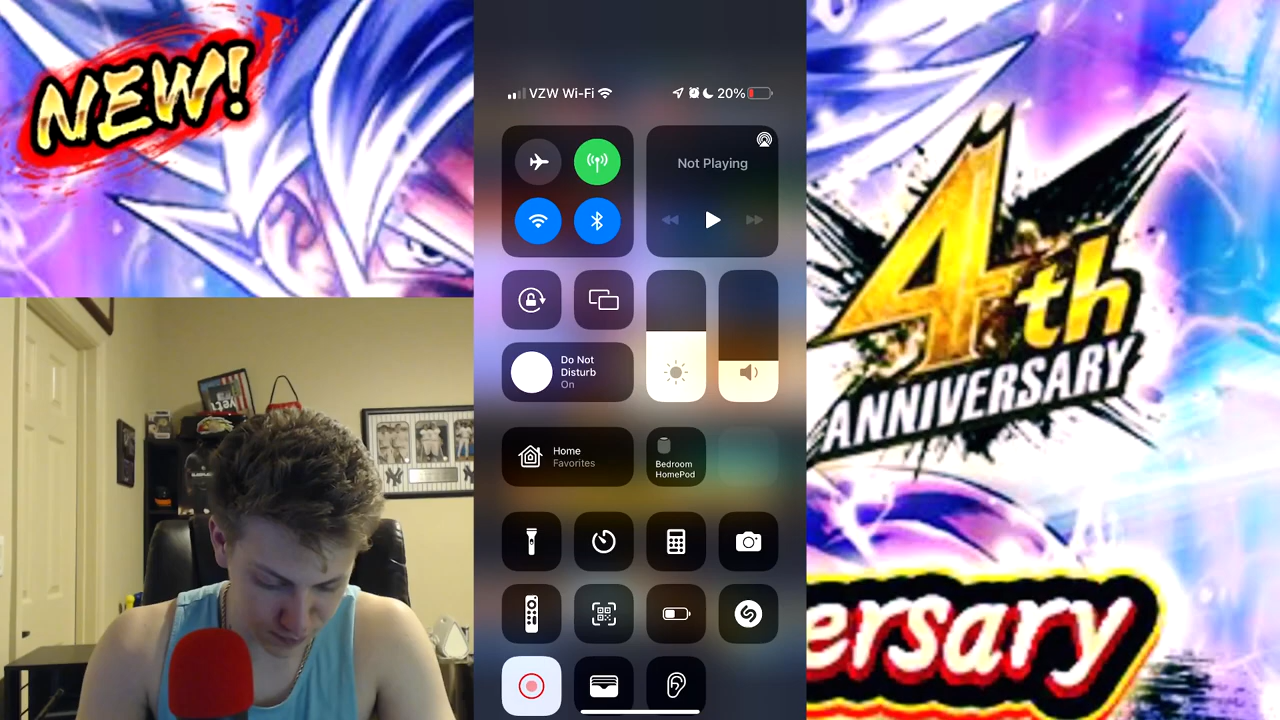 NEW!
VZW Wi-Fi
20%
Not Playing
Do Not
Disturb
On
Home
Favorites
Bedroom
HomePod
4th
ANNIVERSARY
ersary